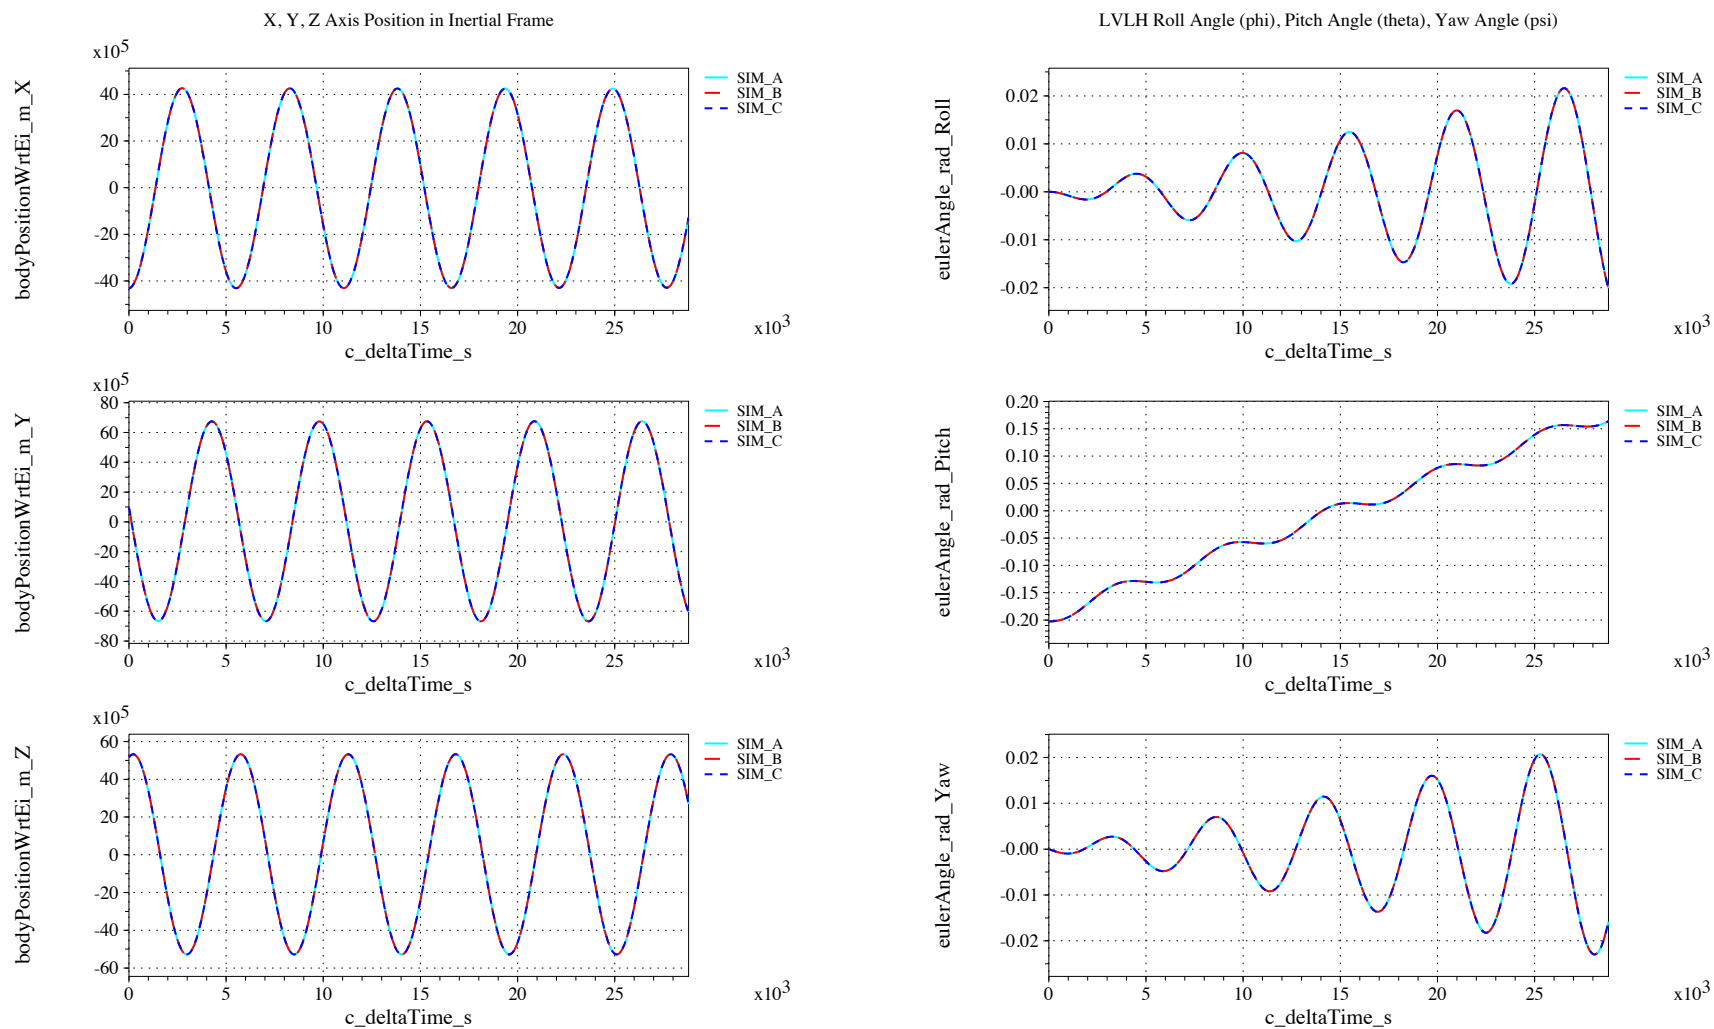 X, Y, Z Axis Position in Inertial Frame
x10^5
bodyPositionWrtEi_m_X
40
20
0
-20
-40
0 5 10 15 20 25
x10^3
c_deltaTime_s
SIM_A
SIM_B
SIM_C
x10^5
bodyPositionWrtEi_m_Y
80
60
40
20
0
-20
-40
-60
-80
0 5 10 15 20 25
x10^3
c_deltaTime_s
SIM_A
SIM_B
SIM_C
x10^5
bodyPositionWrtEi_m_Z
60
40
20
0
-20
-40
-60
0 5 10 15 20 25
x10^3
c_deltaTime_s
SIM_A
SIM_B
SIM_C
LVLH Roll Angle (phi), Pitch Angle (theta), Yaw Angle (psi)
eulerAngle_rad_Roll
0.02
0.01
-0.00
-0.01
-0.02
0 5 10 15 20 25
x10^3
c_deltaTime_s
SIM_A
SIM_B
SIM_C
eulerAngle_rad_Pitch
0.20
0.15
0.10
0.05
0.00
-0.05
-0.10
-0.15
-0.20
0 5 10 15 20 25
x10^3
c_deltaTime_s
SIM_A
SIM_B
SIM_C
eulerAngle_rad_Yaw
0.02
0.01
-0.00
-0.01
-0.02
0 5 10 15 20 25
x10^3
c_deltaTime_s
SIM_A
SIM_B
SIM_C